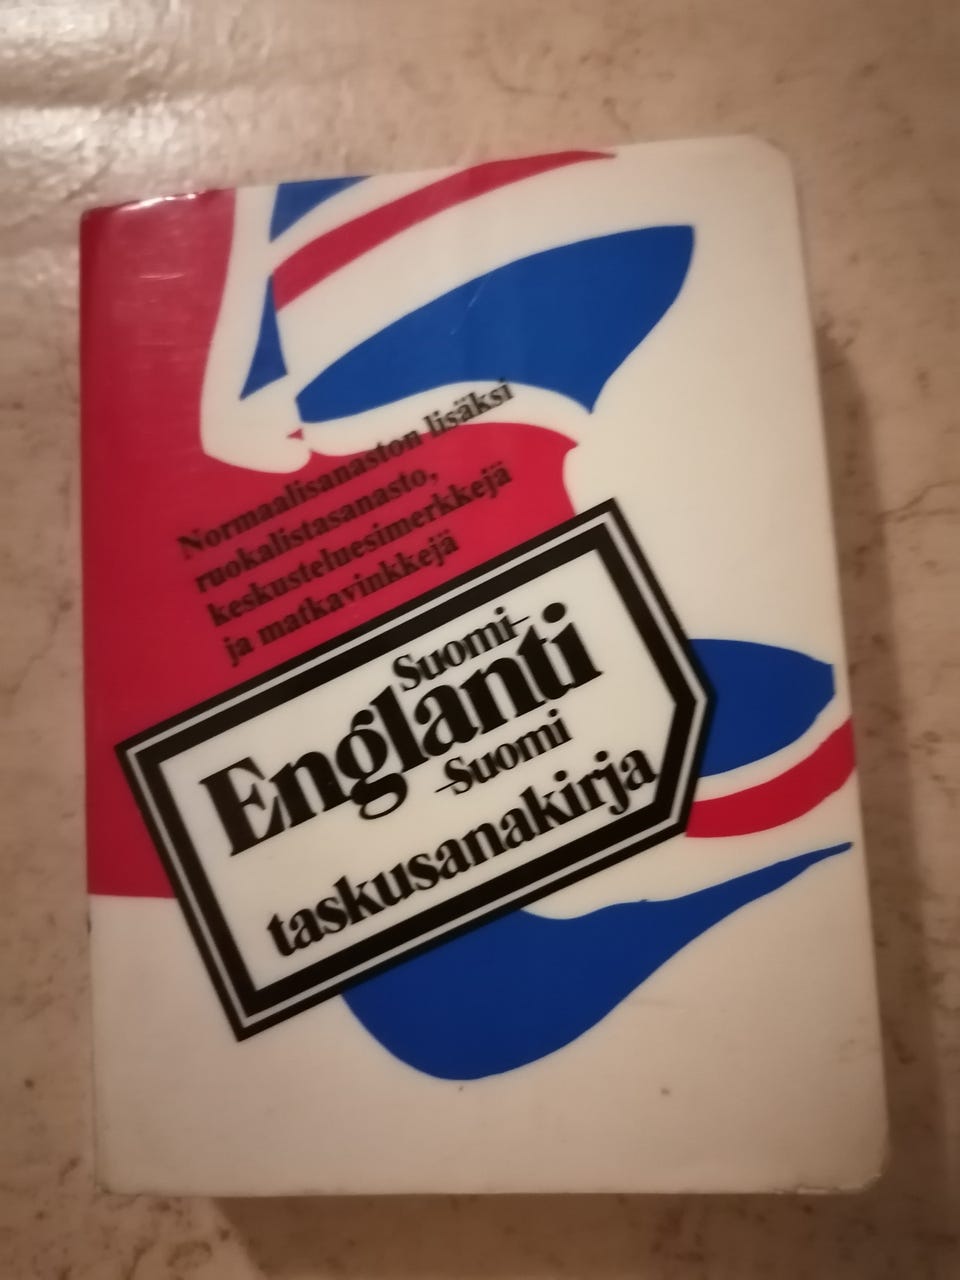 Normaalisanaston lisäksi
ruokalistasanasto,
keskusteluesimerkkejä
ja matkavinkkejä
Suomi-
Englanti
-Suomi
taskusanakirja